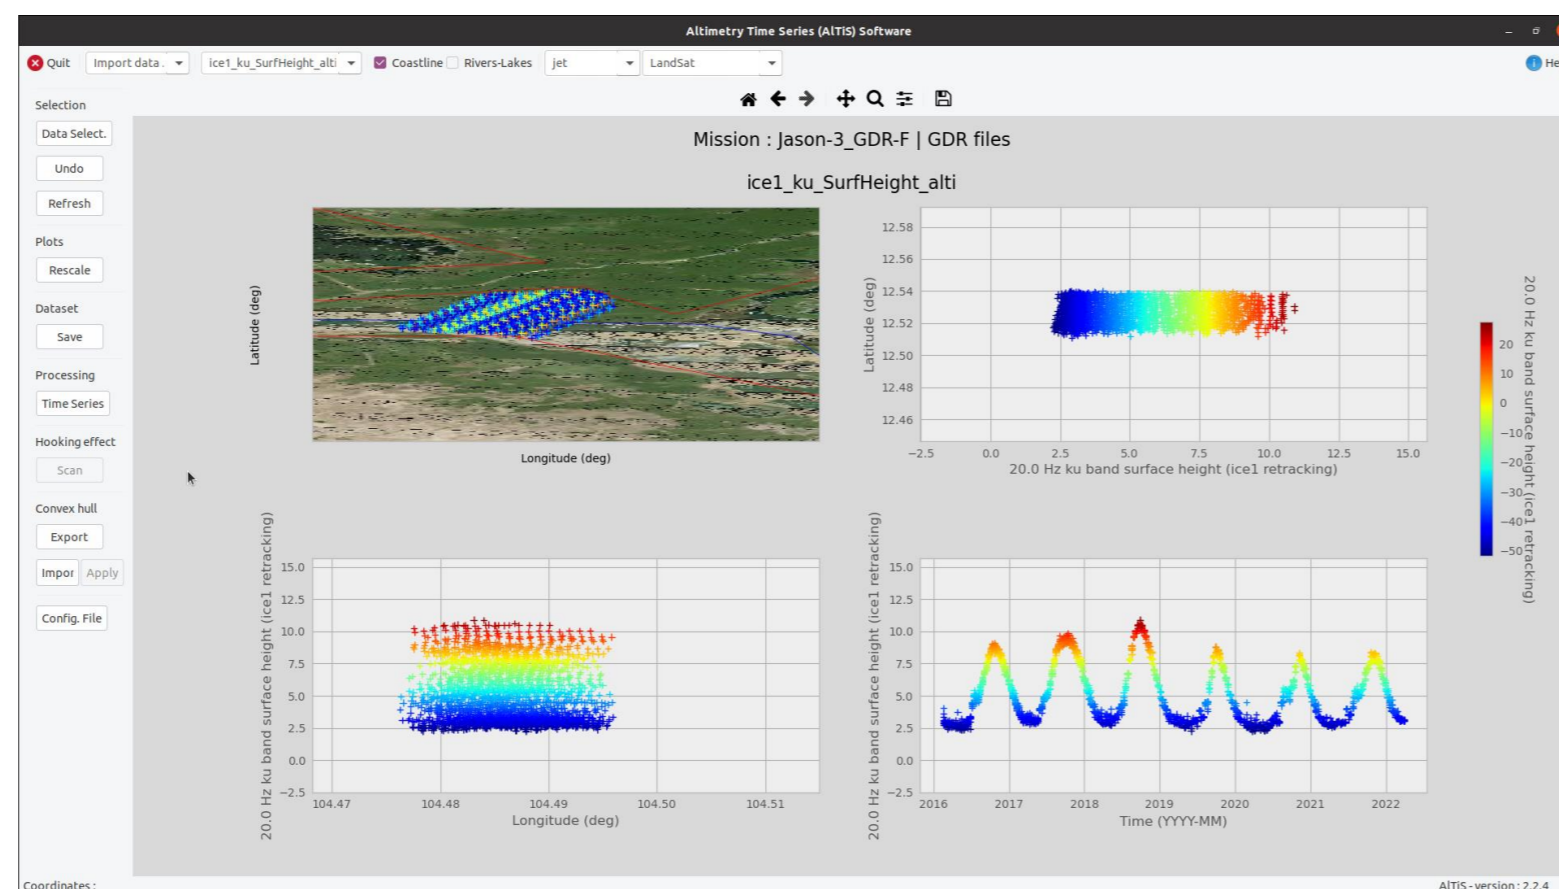 Altimetry Time Series (AlTiS) Software
Quit
Import data .
ice1_ku_SurfHeight_alti
Coastline
Rivers-Lakes
jet
LandSat
He
Selection
Data Select.
Undo
Refresh
Plots
Rescale
Dataset
Save
Processing
Time Series
Hooking effect
Scan
Convex hull
Export
Impor
Apply
Config. File
Mission : Jason-3_GDR-F | GDR files
ice1_ku_SurfHeight_alti
Latitude (deg)
Longitude (deg)
Latitude (deg)
12.58
12.56
12.54
12.52
12.50
12.48
12.46
−2.5 0.0 2.5 5.0 7.5 10.0 12.5 15.0
20.0 Hz ku band surface height (ice1 retracking)
20
10
0
−10
−20
−30
−40
−50
20.0 Hz ku band surface height (ice1 retracking)
20.0 Hz ku band surface height (ice1 retracking)
15.0
12.5
10.0
7.5
5.0
2.5
0.0
−2.5
104.47 104.48 104.49 104.50 104.51
Longitude (deg)
20.0 Hz ku band surface height (ice1 retracking)
15.0
12.5
10.0
7.5
5.0
2.5
0.0
−2.5
2016 2017 2018 2019 2020 2021 2022
Time (YYYY-MM)
Coordinates :
AlTiS - version : 2.2.4